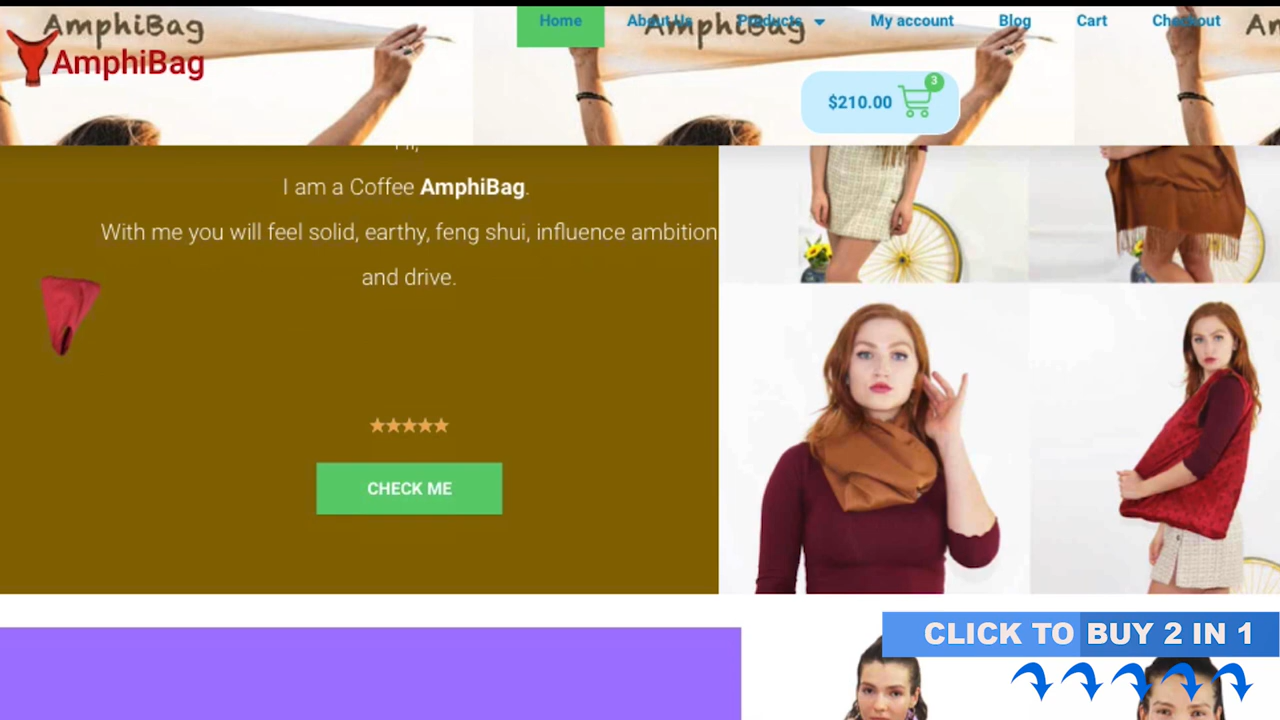 AmphiBag
AmphiBag
AmphiBag
Home
About Us
Products
My account
Blog
Cart
Checkout
$210.00
3
Hi,
I am a Coffee AmphiBag.
With me you will feel solid, earthy, feng shui, influence ambition
and drive.
★★★★★
CHECK ME
CLICK TO BUY 2 IN 1